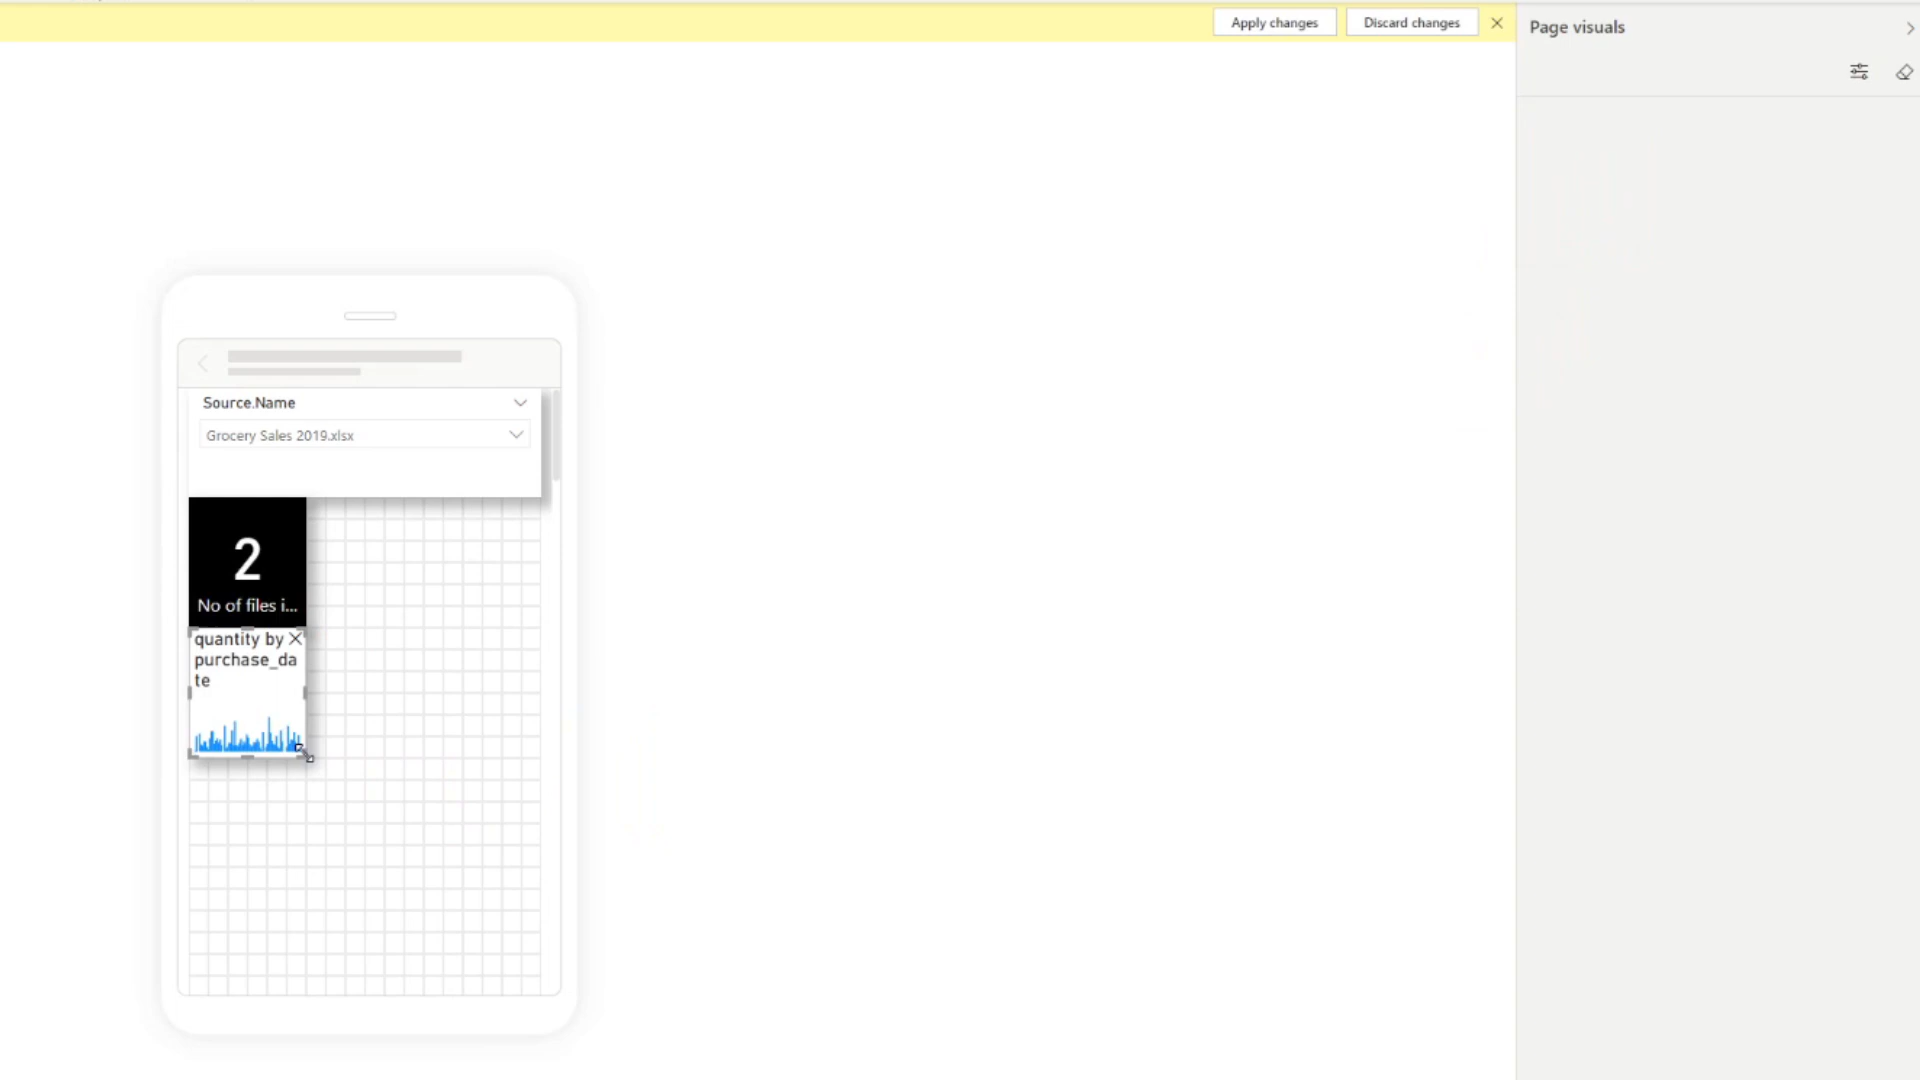 Apply changes
Discard changes
Page visuals
Source.Name
Grocery Sales 2019.xlsx
2
No of files i...
quantity by
purchase_da
te